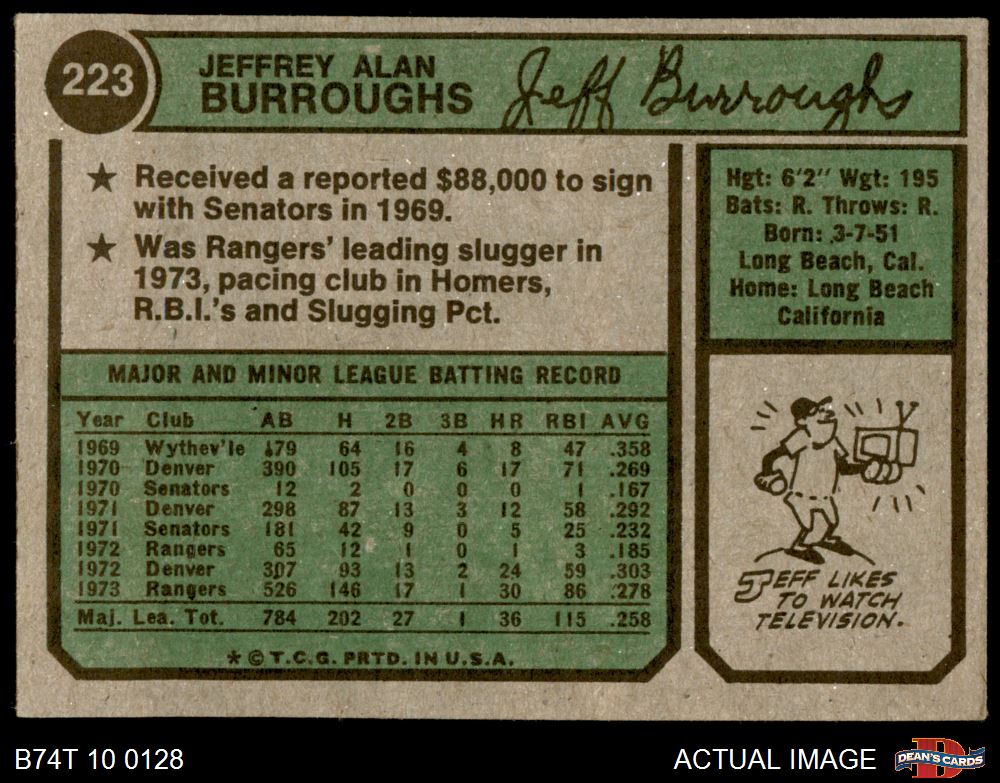 223
JEFFREY ALAN
BURROUGHS
Jeff Burroughs
★ Received a reported $88,000 to sign
with Senators in 1969.
★ Was Rangers' leading slugger in
1973, pacing club in Homers,
R.B.I.'s and Slugging Pct.
Hgt: 6'2" Wgt: 195
Bats: R. Throws: R.
Born: 3-7-51
Long Beach, Cal.
Home: Long Beach
California
MAJOR AND MINOR LEAGUE BATTING RECORD
Year Club AB H 2B 3B HR RBI AVG
1969 Wythev'le 179 64 16 4 8 47 .358
1970 Denver 390 105 17 6 17 71 .269
1970 Senators 12 2 0 0 0 1 .167
1971 Denver 298 87 13 3 12 58 .292
1971 Senators 181 42 9 0 5 25 .232
1972 Rangers 65 12 1 0 1 3 .185
1972 Denver 307 93 13 2 24 59 .303
1973 Rangers 526 146 17 1 30 86 .278
Maj. Lea. Tot. 784 202 27 1 36 115 .258
* © T.C.G. PRTD. IN U.S.A.
JEFF LIKES
TO WATCH
TELEVISION.
B74T 10 0128
ACTUAL IMAGE
D
DEAN'S CARDS